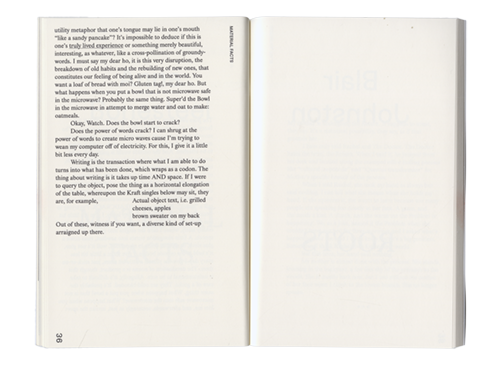 utility metaphor that one's tongue may lie in one's mouth
"like a sandy pancake"? It's impossible to deduce if this is
one's truly lived experience or something merely beautiful,
interesting, as whatever, like a cross-pollination of groundy-
words. I must say my dear ho, it is this very disruption, the
breakdown of old habits and the rebuilding of new ones, that
constitutes our feeling of being alive and in the world. You
want a loaf of bread with moi? Gluten tag!, my dear ho. But
what happens when you put a bowl that is not microwave safe
in the microwave? Probably the same thing. Super'd the Bowl
in the microwave in attempt to merge water and oat to make:
oatmeals.
Okay, Watch. Does the bowl start to crack?
Does the power of words crack? I can shrug at the
power of words to create micro waves cause I'm trying to
wean my computer off of electricity. For this, I give it a little
bit less every day.
Writing is the transaction where what I am able to do
turns into what has been done, which wraps as a codon. The
thing about writing is it takes up time AND space. If I were
to query the object, pose the thing as a horizontal elongation
of the table, whereupon the Kraft singles below may sit, they
are, for example, Actual object text, i.e. grilled
cheeses, apples
brown sweater on my back
Out of these, witness if you want, a diverse kind of set-up
arraigned up there.
MATERIAL FACTS
36